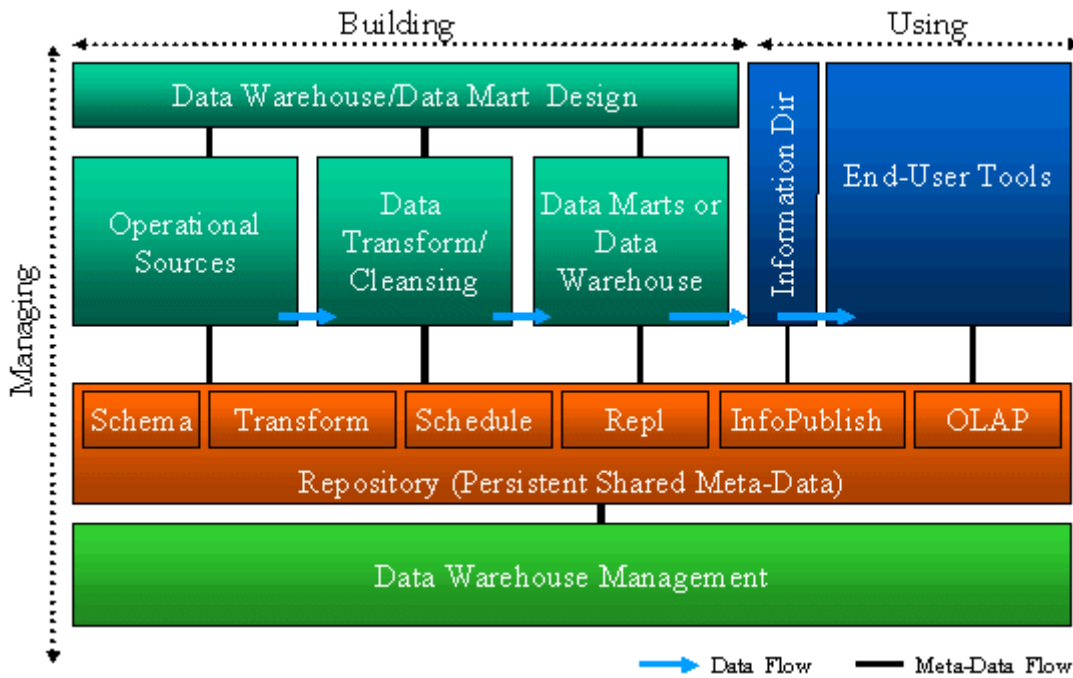 Building
Using
Managing
Data Warehouse/Data Mart Design
Operational
Sources
Data
Transform/
Cleansing
Data Marts or
Data
Warehouse
Information Dir
End-User Tools
Schema
Transform
Schedule
Repl
InfoPublish
OLAP
Repository (Persistent Shared Meta-Data)
Data Warehouse Management
Data Flow
Meta-Data Flow